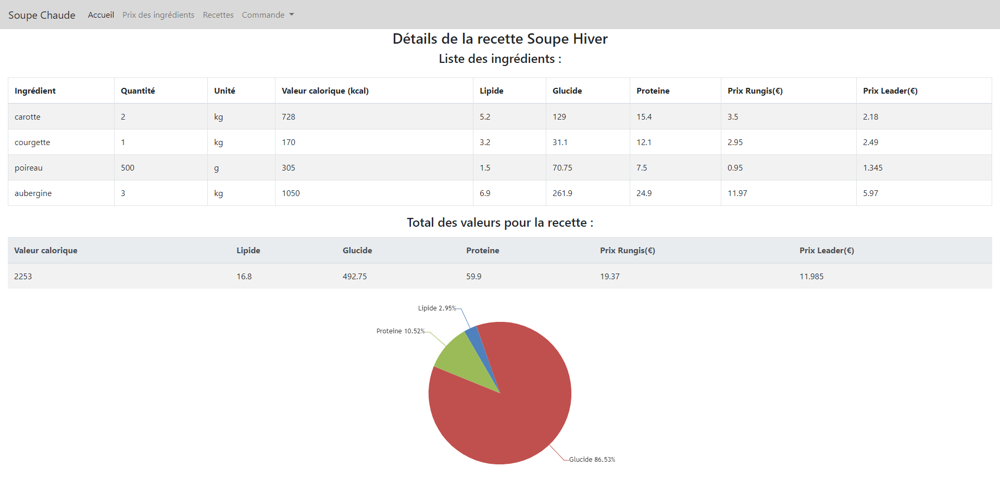 Soupe Chaude Accueil Prix des ingrédients Recettes Commande
Détails de la recette Soupe Hiver
Liste des ingrédients :
Ingrédient Quantité Unité Valeur calorique (kcal) Lipide Glucide Proteine Prix Rungis(€) Prix Leader(€)
carotte 2 kg 728 5.2 129 15.4 3.5 2.18
courgette 1 kg 170 3.2 31.1 12.1 2.95 2.49
poireau 500 g 305 1.5 70.75 7.5 0.95 1.345
aubergine 3 kg 1050 6.9 261.9 24.9 11.97 5.97
Total des valeurs pour la recette :
Valeur calorique Lipide Glucide Proteine Prix Rungis(€) Prix Leader(€)
2253 16.8 492.75 59.9 19.37 11.985
Lipide 2.95%
Proteine 10.52%
Glucide 86.53%